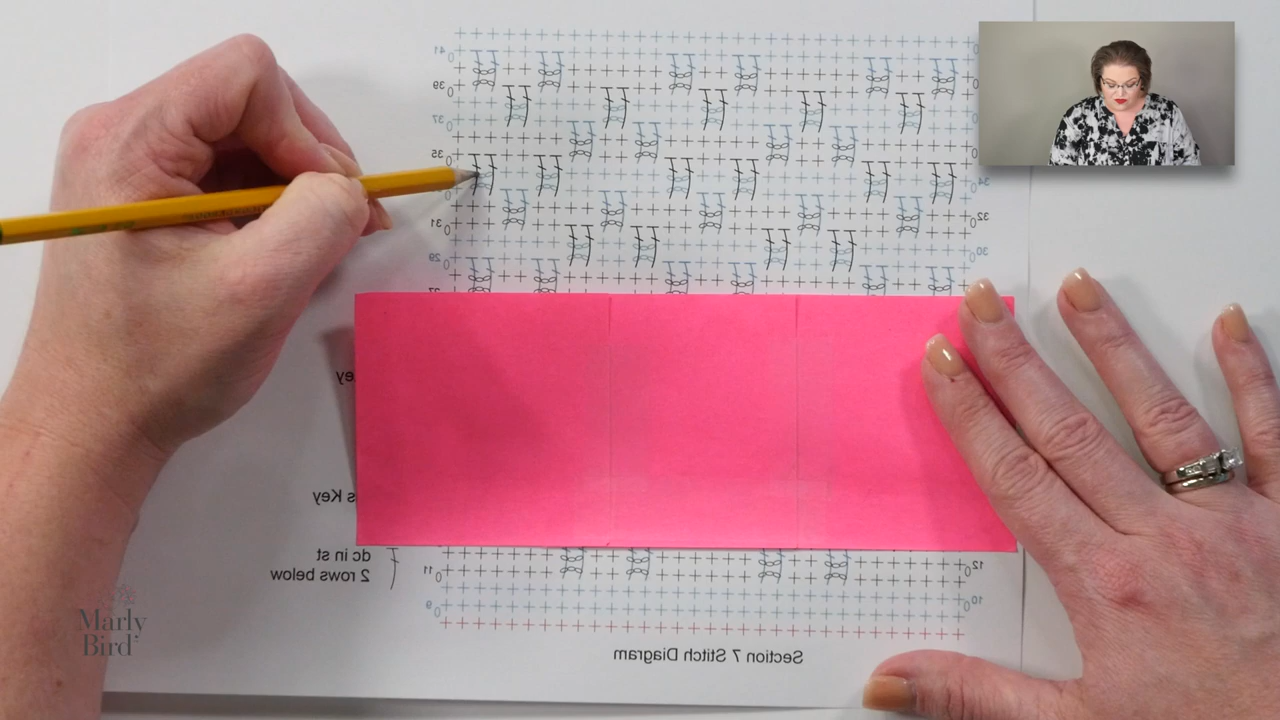 41
39
37
35
34
32
31
30
29
27
ey
s Key
dc in st
2 rows below
12
11
10
9
Section 7 Stitch Diagram
Marly
Bird